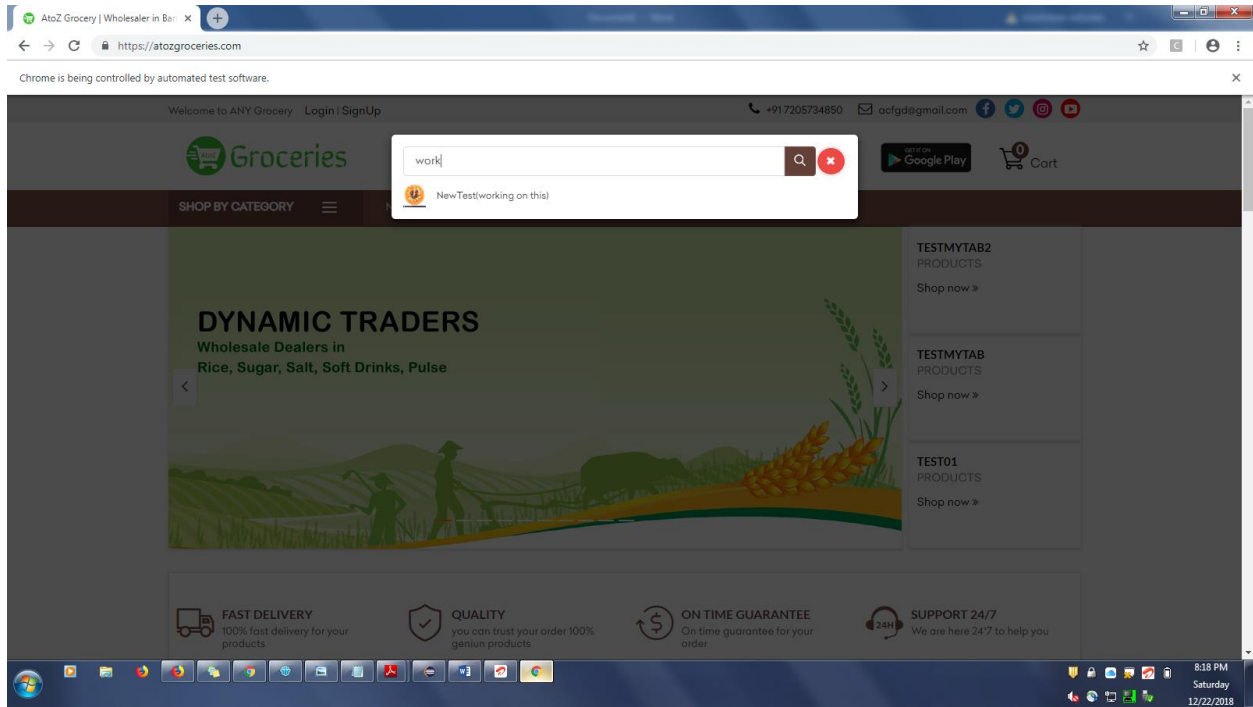 AtoZ Grocery | Wholesaler in Ban
https://atozgroceries.com
Chrome is being controlled by automated test software.
Welcome to ANY Grocery Login | SignUp
+91 7205734850 acfgd@gmail.com
AtoZ Groceries
work
NewTest(working on this)
GET IT ON
Google Play
0
Cart
SHOP BY CATEGORY
N
DYNAMIC TRADERS
Wholesale Dealers in
Rice, Sugar, Salt, Soft Drinks, Pulse
TESTMYTAB2
PRODUCTS
Shop now »
TESTMYTAB
PRODUCTS
Shop now »
TEST01
PRODUCTS
Shop now »
FAST DELIVERY
100% fast delivery for your
products
QUALITY
you can trust your order 100%
geniun products
ON TIME GUARANTEE
On time guarantee for your
order
24H
SUPPORT 24/7
We are here 24*7 to help you
8:18 PM
Saturday
12/22/2018